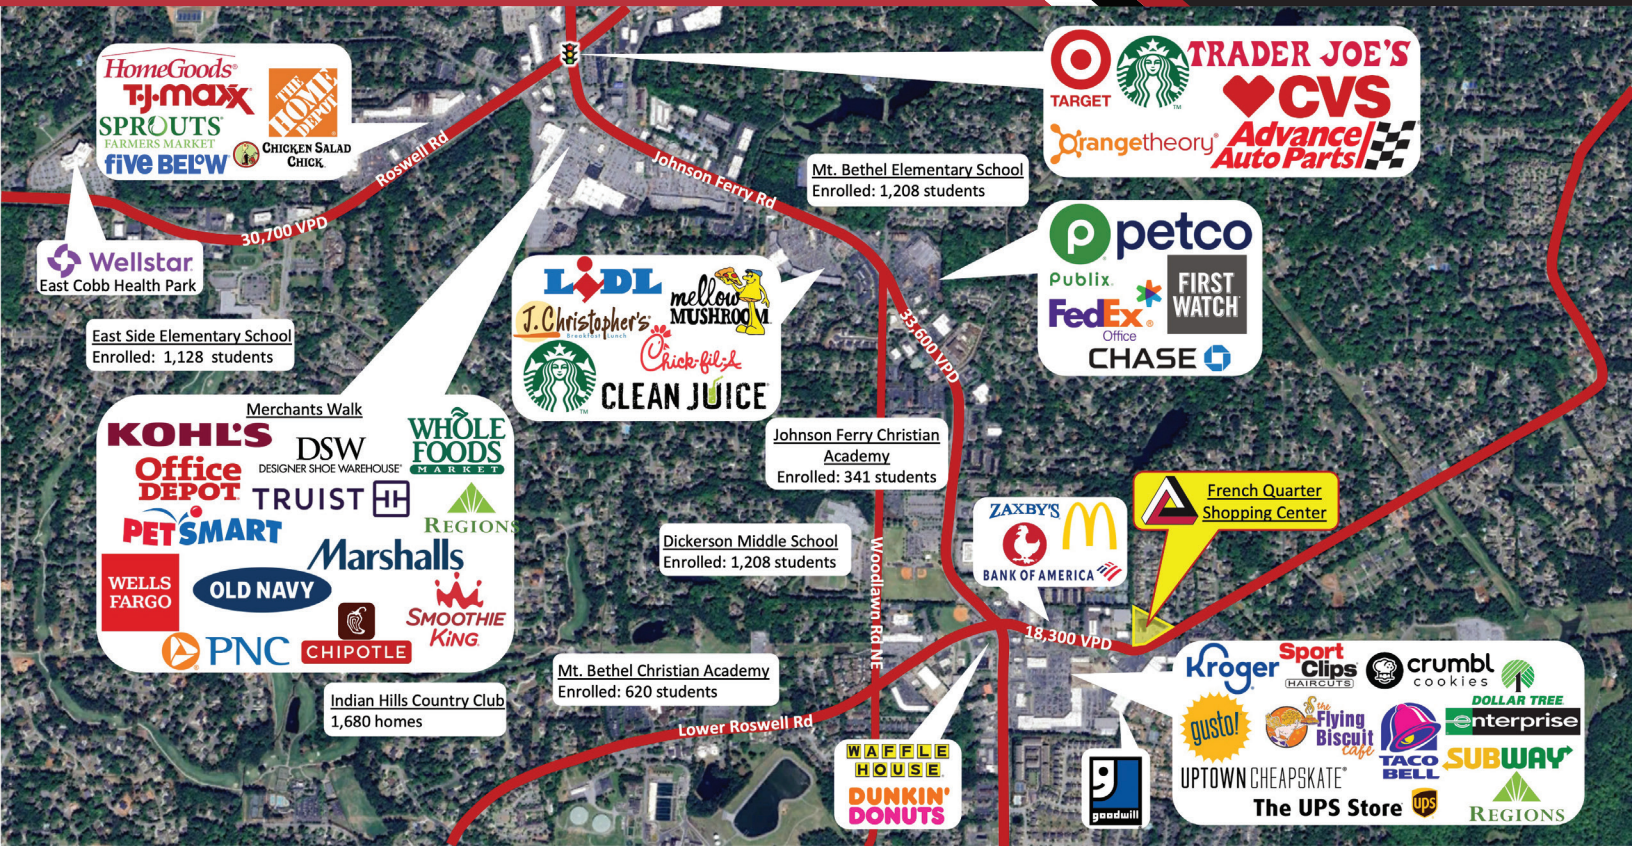 HomeGoods
T·J·maxx
SPROUTS
FARMERS MARKET
five BELOW
THE HOME DEPOT
CHICKEN SALAD
CHICK
Roswell Rd
30,700 VPD
Wellstar
East Cobb Health Park
East Side Elementary School
Enrolled: 1,128 students
TARGET
TRADER JOE'S
CVS
Orangetheory
Advance
Auto Parts
Johnson Ferry Rd
Mt. Bethel Elementary School
Enrolled: 1,208 students
petco
Publix
FedEx
Office
FIRST
WATCH
CHASE
LiDL
mellow
MUSHROOM
J. Christopher's
Breakfast Lunch
Chick-fil-A
CLEAN JUICE
33,600 VPD
Merchants Walk
KOHL'S
DSW
DESIGNER SHOE WAREHOUSE
WHOLE
FOODS
MARKET
Office
DEPOT
TRUIST
REGIONS
PETSMART
Marshalls
WELLS
FARGO
OLD NAVY
SMOOTHIE
KING
PNC
CHIPOTLE
Johnson Ferry Christian
Academy
Enrolled: 341 students
Dickerson Middle School
Enrolled: 1,208 students
Woodlawn Rd NE
ZAXBY'S
BANK OF AMERICA
French Quarter
Shopping Center
18,300 VPD
Mt. Bethel Christian Academy
Enrolled: 620 students
Indian Hills Country Club
1,680 homes
Lower Roswell Rd
WAFFLE
HOUSE
DUNKIN'
DONUTS
goodwill
Kroger
Sport
Clips
HAIRCUTS
crumbl
cookies
DOLLAR TREE
gusto!
the
Flying
Biscuit
café
TACO
BELL
enterprise
SUBWAY
UPTOWN CHEAPSKATE
The UPS Store
ups
REGIONS